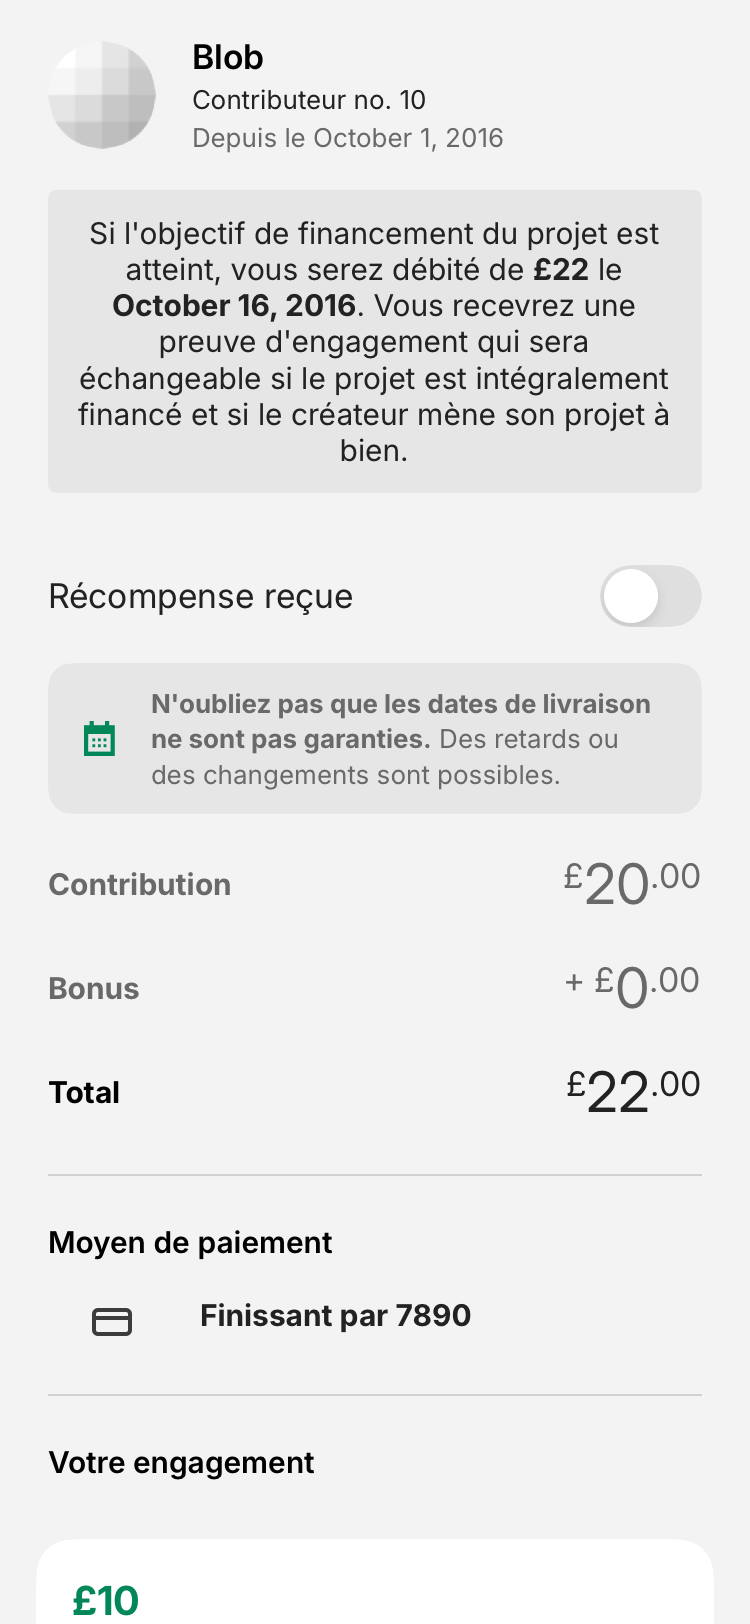 Blob
Contributeur no. 10
Depuis le October 1, 2016
Si l'objectif de financement du projet est
atteint, vous serez débité de £22 le
October 16, 2016. Vous recevrez une
preuve d'engagement qui sera
échangeable si le projet est intégralement
financé et si le créateur mène son projet à
bien.
Récompense reçue
N'oubliez pas que les dates de livraison
ne sont pas garanties. Des retards ou
des changements sont possibles.
Contribution £20.00
Bonus + £0.00
Total £22.00
Moyen de paiement
Finissant par 7890
Votre engagement
£10